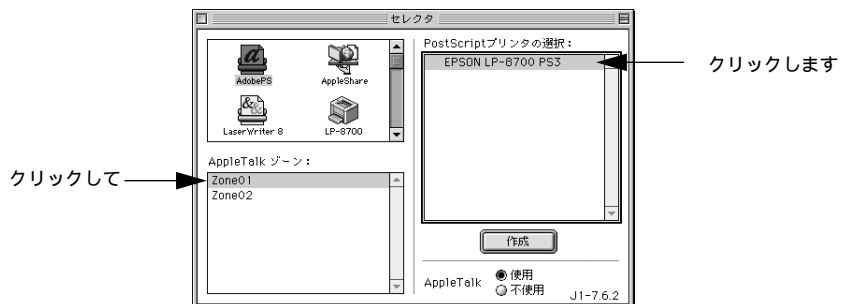 セレクタ
AdobePS
AppleShare
LaserWriter 8
LP-8700
AppleTalk ゾーン：
Zone01
Zone02
PostScriptプリンタの選択：
EPSON LP-8700 PS3
作成
AppleTalk
使用
不使用
J1-7.6.2
クリックして
クリックします